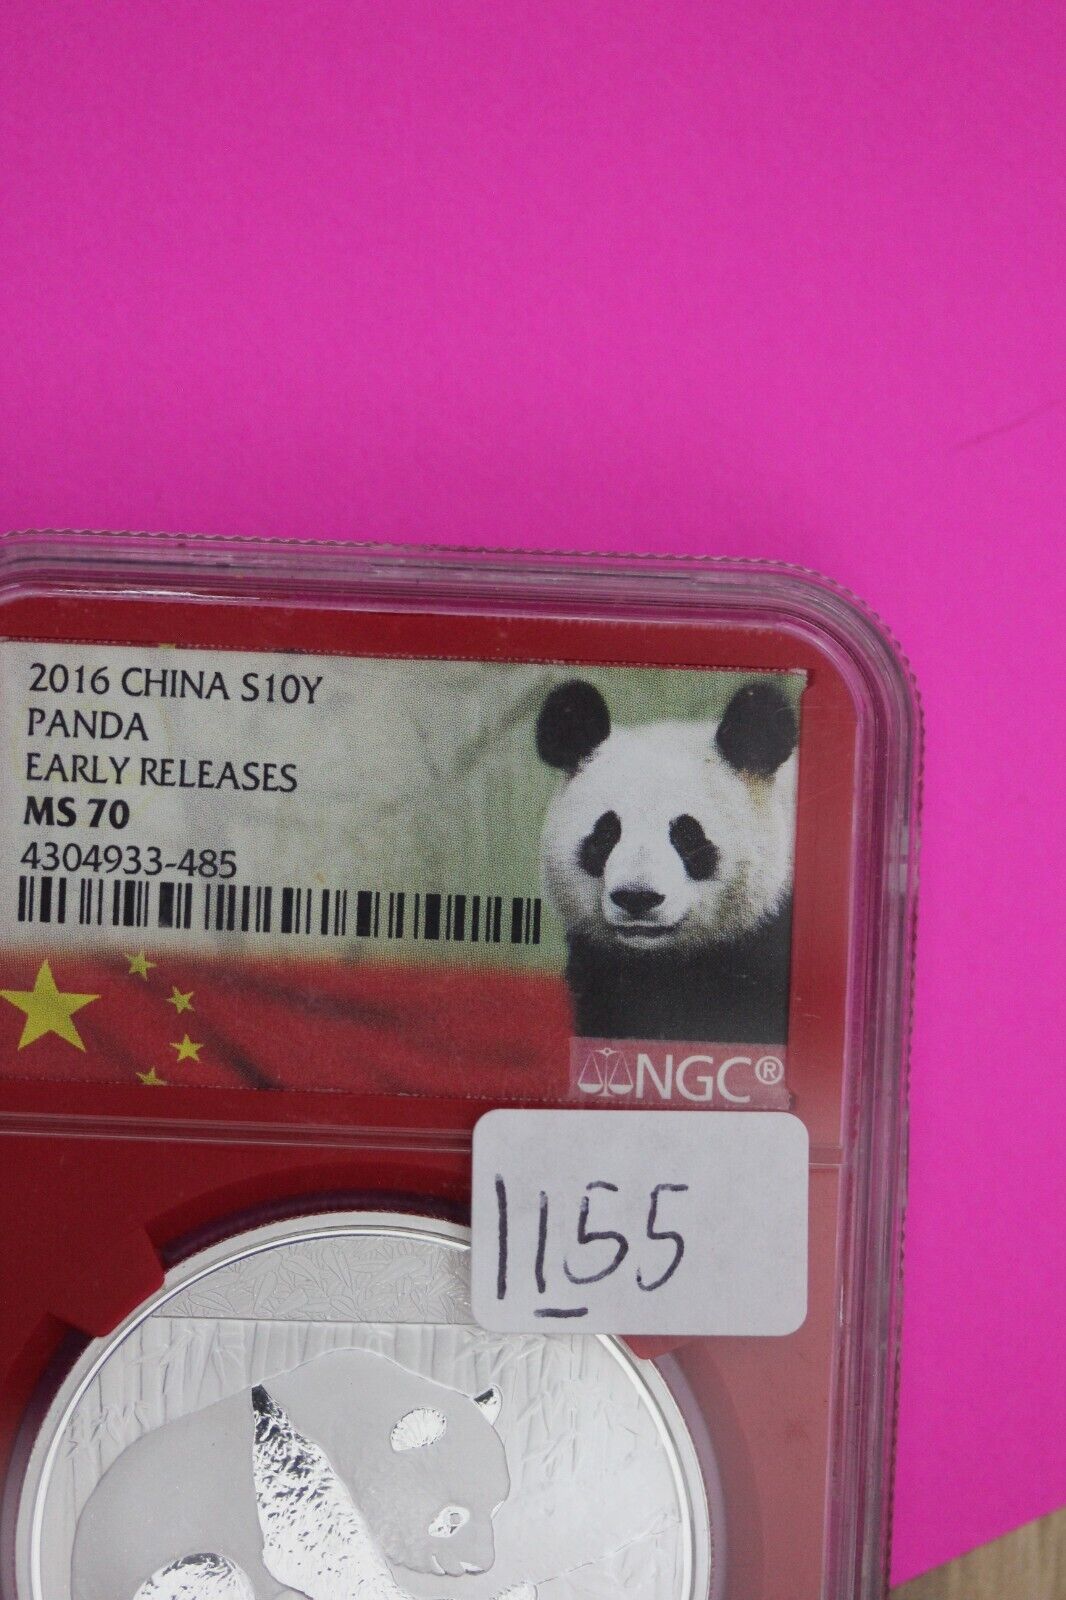 2016 CHINA S10Y
PANDA
EARLY RELEASES
MS 70
4304933-485
NGC®
1155